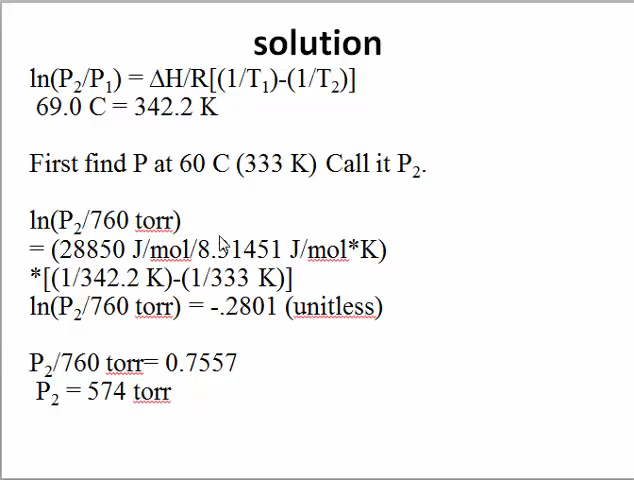 solution
ln(P₂/P₁) = ΔH/R[(1/T₁)-(1/T₂)]
69.0 C = 342.2 K
First find P at 60 C (333 K) Call it P₂.
ln(P₂/760 torr)
= (28850 J/mol/8.31451 J/mol*K)
*[(1/342.2 K)-(1/333 K)]
ln(P₂/760 torr) = -.2801 (unitless)
P₂/760 torr= 0.7557
P₂ = 574 torr